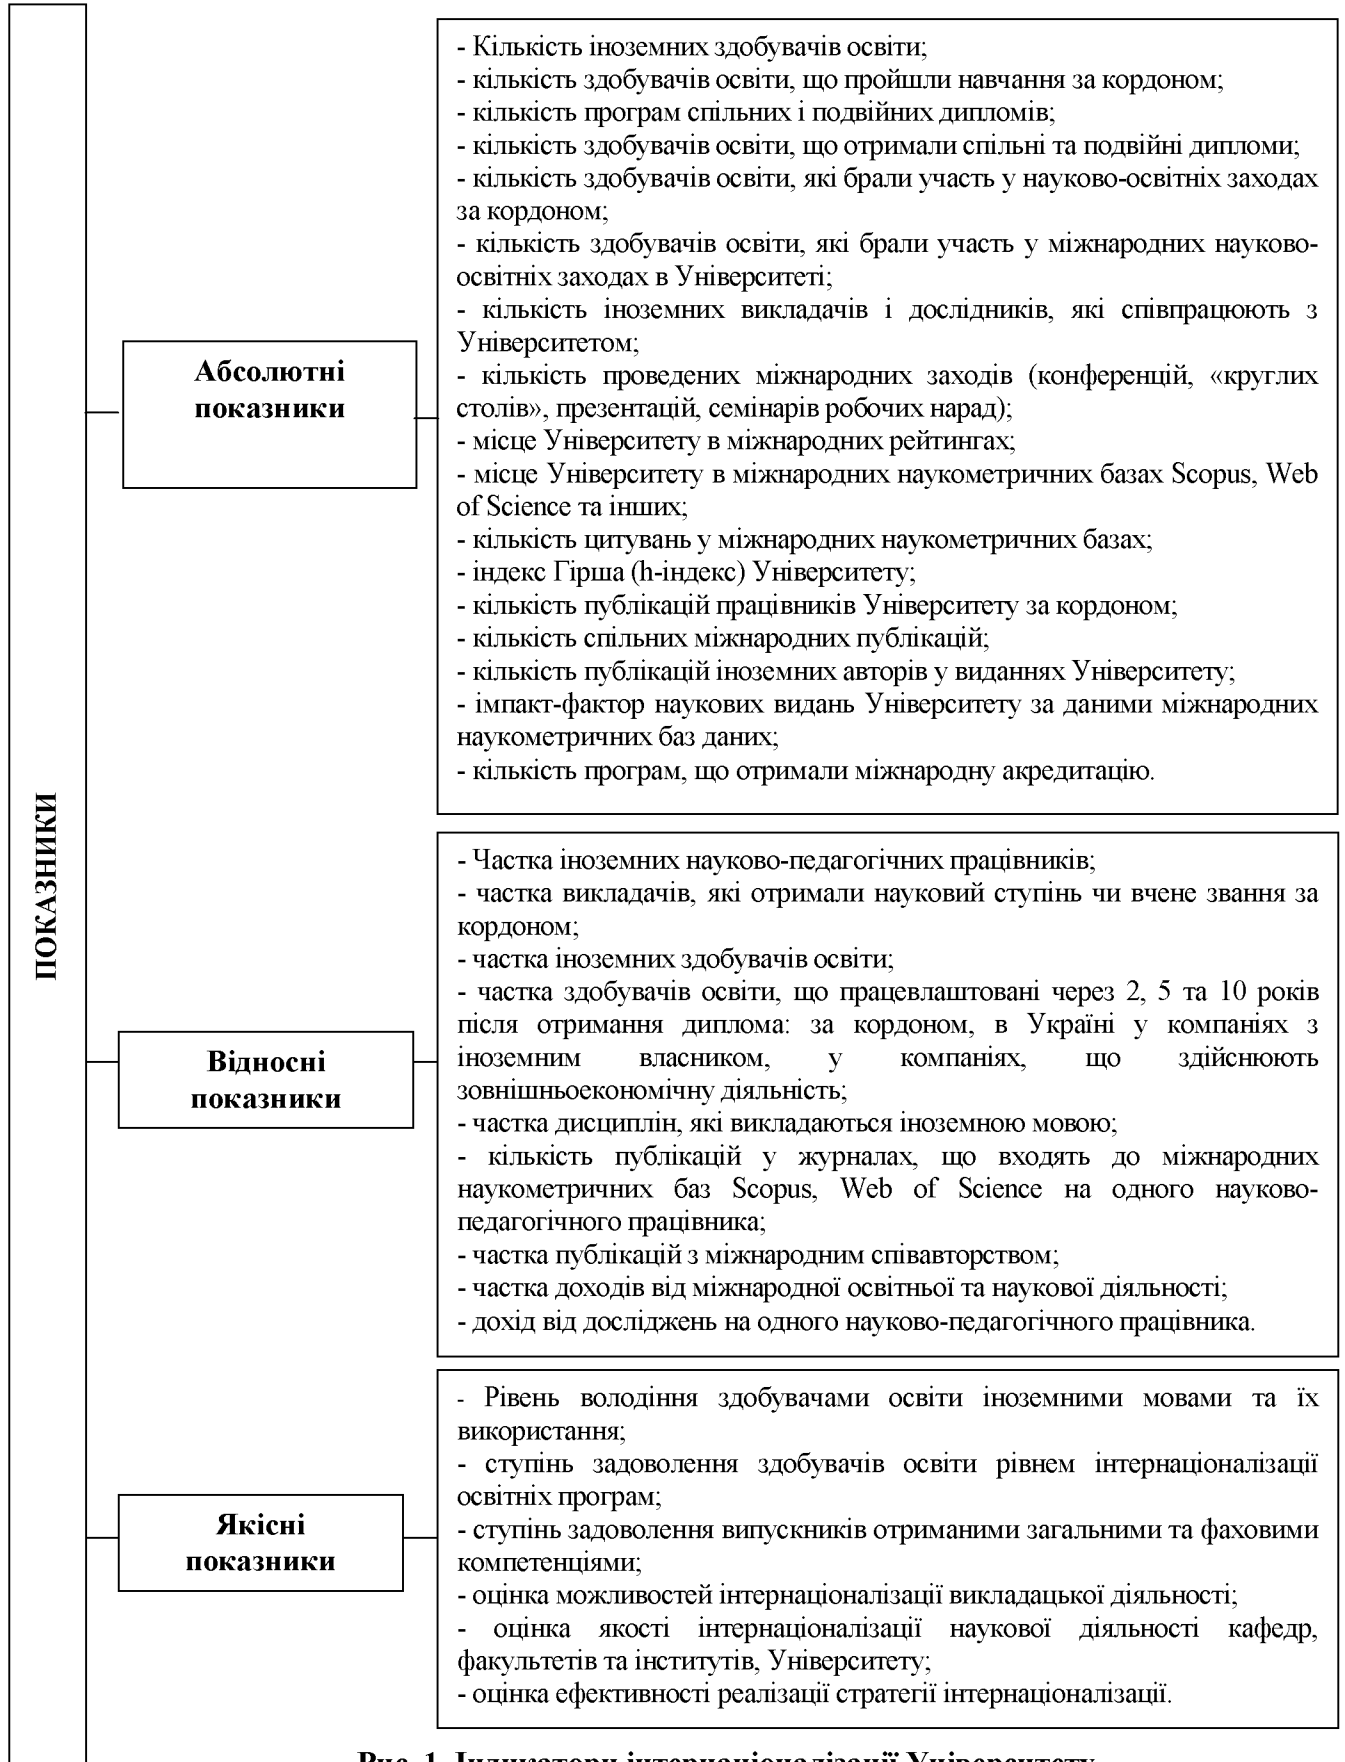 ПОКАЗНИКИ
Абсолютні
показники
- Кількість іноземних здобувачів освіти;
- кількість здобувачів освіти, що пройшли навчання за кордоном;
- кількість програм спільних і подвійних дипломів;
- кількість здобувачів освіти, що отримали спільні та подвійні дипломи;
- кількість здобувачів освіти, які брали участь у науково-освітніх заходах
за кордоном;
- кількість здобувачів освіти, які брали участь у міжнародних науково-
освітніх заходах в Університеті;
- кількість іноземних викладачів і дослідників, які співпрацюють з
Університетом;
- кількість проведених міжнародних заходів (конференцій, «круглих
столів», презентацій, семінарів робочих нарад);
- місце Університету в міжнародних рейтингах;
- місце Університету в міжнародних наукометричних базах Scopus, Web
of Science та інших;
- кількість цитувань у міжнародних наукометричних базах;
- індекс Гірша (h-індекс) Університету;
- кількість публікацій працівників Університету за кордоном;
- кількість спільних міжнародних публікацій;
- кількість публікацій іноземних авторів у виданнях Університету;
- імпакт-фактор наукових видань Університету за даними міжнародних
наукометричних баз даних;
- кількість програм, що отримали міжнародну акредитацію.
Відносні
показники
- Частка іноземних науково-педагогічних працівників;
- частка викладачів, які отримали науковий ступінь чи вчене звання за
кордоном;
- частка іноземних здобувачів освіти;
- частка здобувачів освіти, що працевлаштовані через 2, 5 та 10 років
після отримання диплома: за кордоном, в Україні у компаніях з
іноземним власником, у компаніях, що здійснюють
зовнішньоекономічну діяльність;
- частка дисциплін, які викладаються іноземною мовою;
- кількість публікацій у журналах, що входять до міжнародних
наукометричних баз Scopus, Web of Science на одного науково-
педагогічного працівника;
- частка публікацій з міжнародним співавторством;
- частка доходів від міжнародної освітньої та наукової діяльності;
- дохід від досліджень на одного науково-педагогічного працівника.
Якісні
показники
- Рівень володіння здобувачами освіти іноземними мовами та їх
використання;
- ступінь задоволення здобувачів освіти рівнем інтернаціоналізації
освітніх програм;
- ступінь задоволення випускників отриманими загальними та фаховими
компетенціями;
- оцінка можливостей інтернаціоналізації викладацької діяльності;
- оцінка якості інтернаціоналізації наукової діяльності кафедр,
факультетів та інститутів, Університету;
- оцінка ефективності реалізації стратегії інтернаціоналізації.
Рис. 1. Індикатори інтернаціоналізації Університету